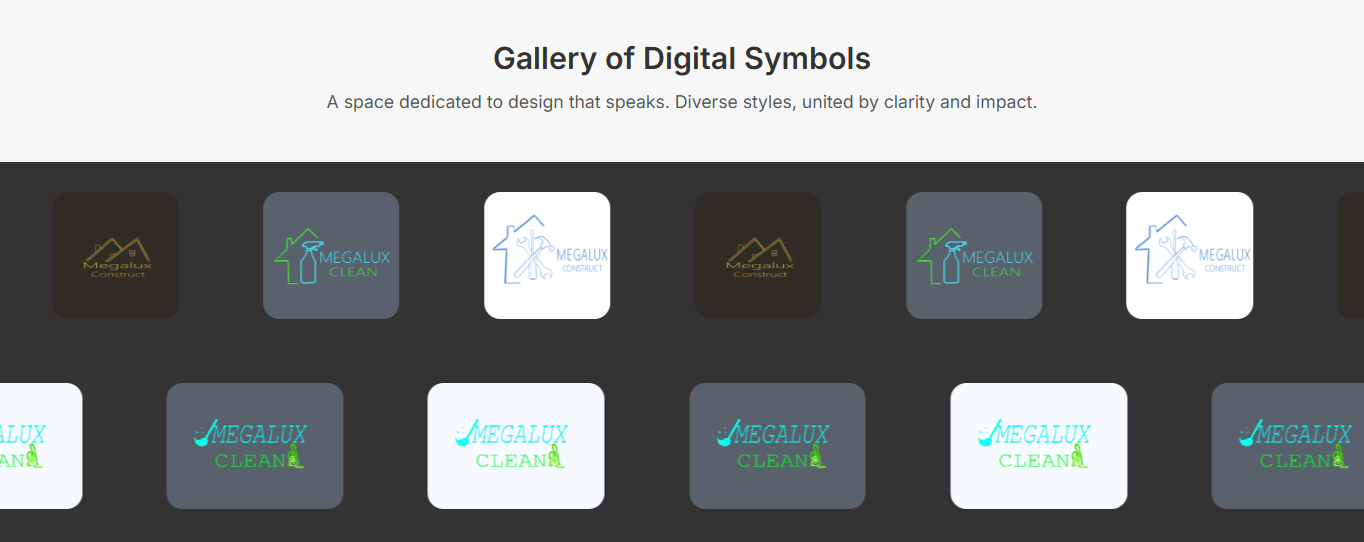 Gallery of Digital Symbols
A space dedicated to design that speaks. Diverse styles, united by clarity and impact.
Megalux
Construct
MEGALUX
CLEAN
MEGALUX
CONSTRUCT
Megalux
Construct
MEGALUX
CLEAN
MEGALUX
CONSTRUCT
ALUX
AN
MEGALUX
CLEAN
MEGALUX
CLEAN
MEGALUX
CLEAN
MEGALUX
CLEAN
MEGALUX
CLEAN